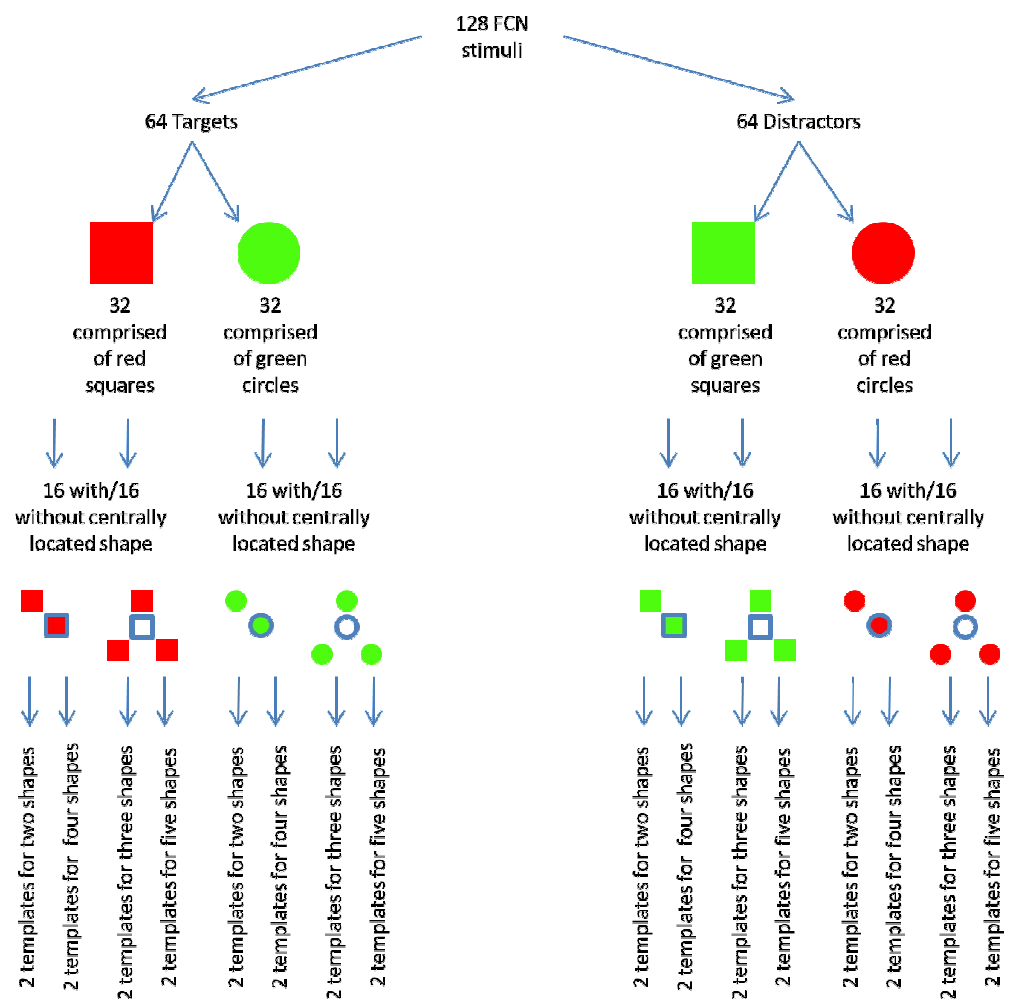 128 FCN
stimuli
64 Targets
64 Distractors
32
comprised
of red
squares
32
comprised
of green
circles
32
comprised
of green
squares
32
comprised
of red
circles
16 with/16
without centrally
located shape
16 with/16
without centrally
located shape
16 with/16
without centrally
located shape
16 with/16
without centrally
located shape
2 templates for two shapes
2 templates for four shapes
2 templates for three shapes
2 templates for five shapes
2 templates for two shapes
2 templates for four shapes
2 templates for three shapes
2 templates for five shapes
2 templates for two shapes
2 templates for four shapes
2 templates for three shapes
2 templates for five shapes
2 templates for two shapes
2 templates for four shapes
2 templates for three shapes
2 templates for five shapes